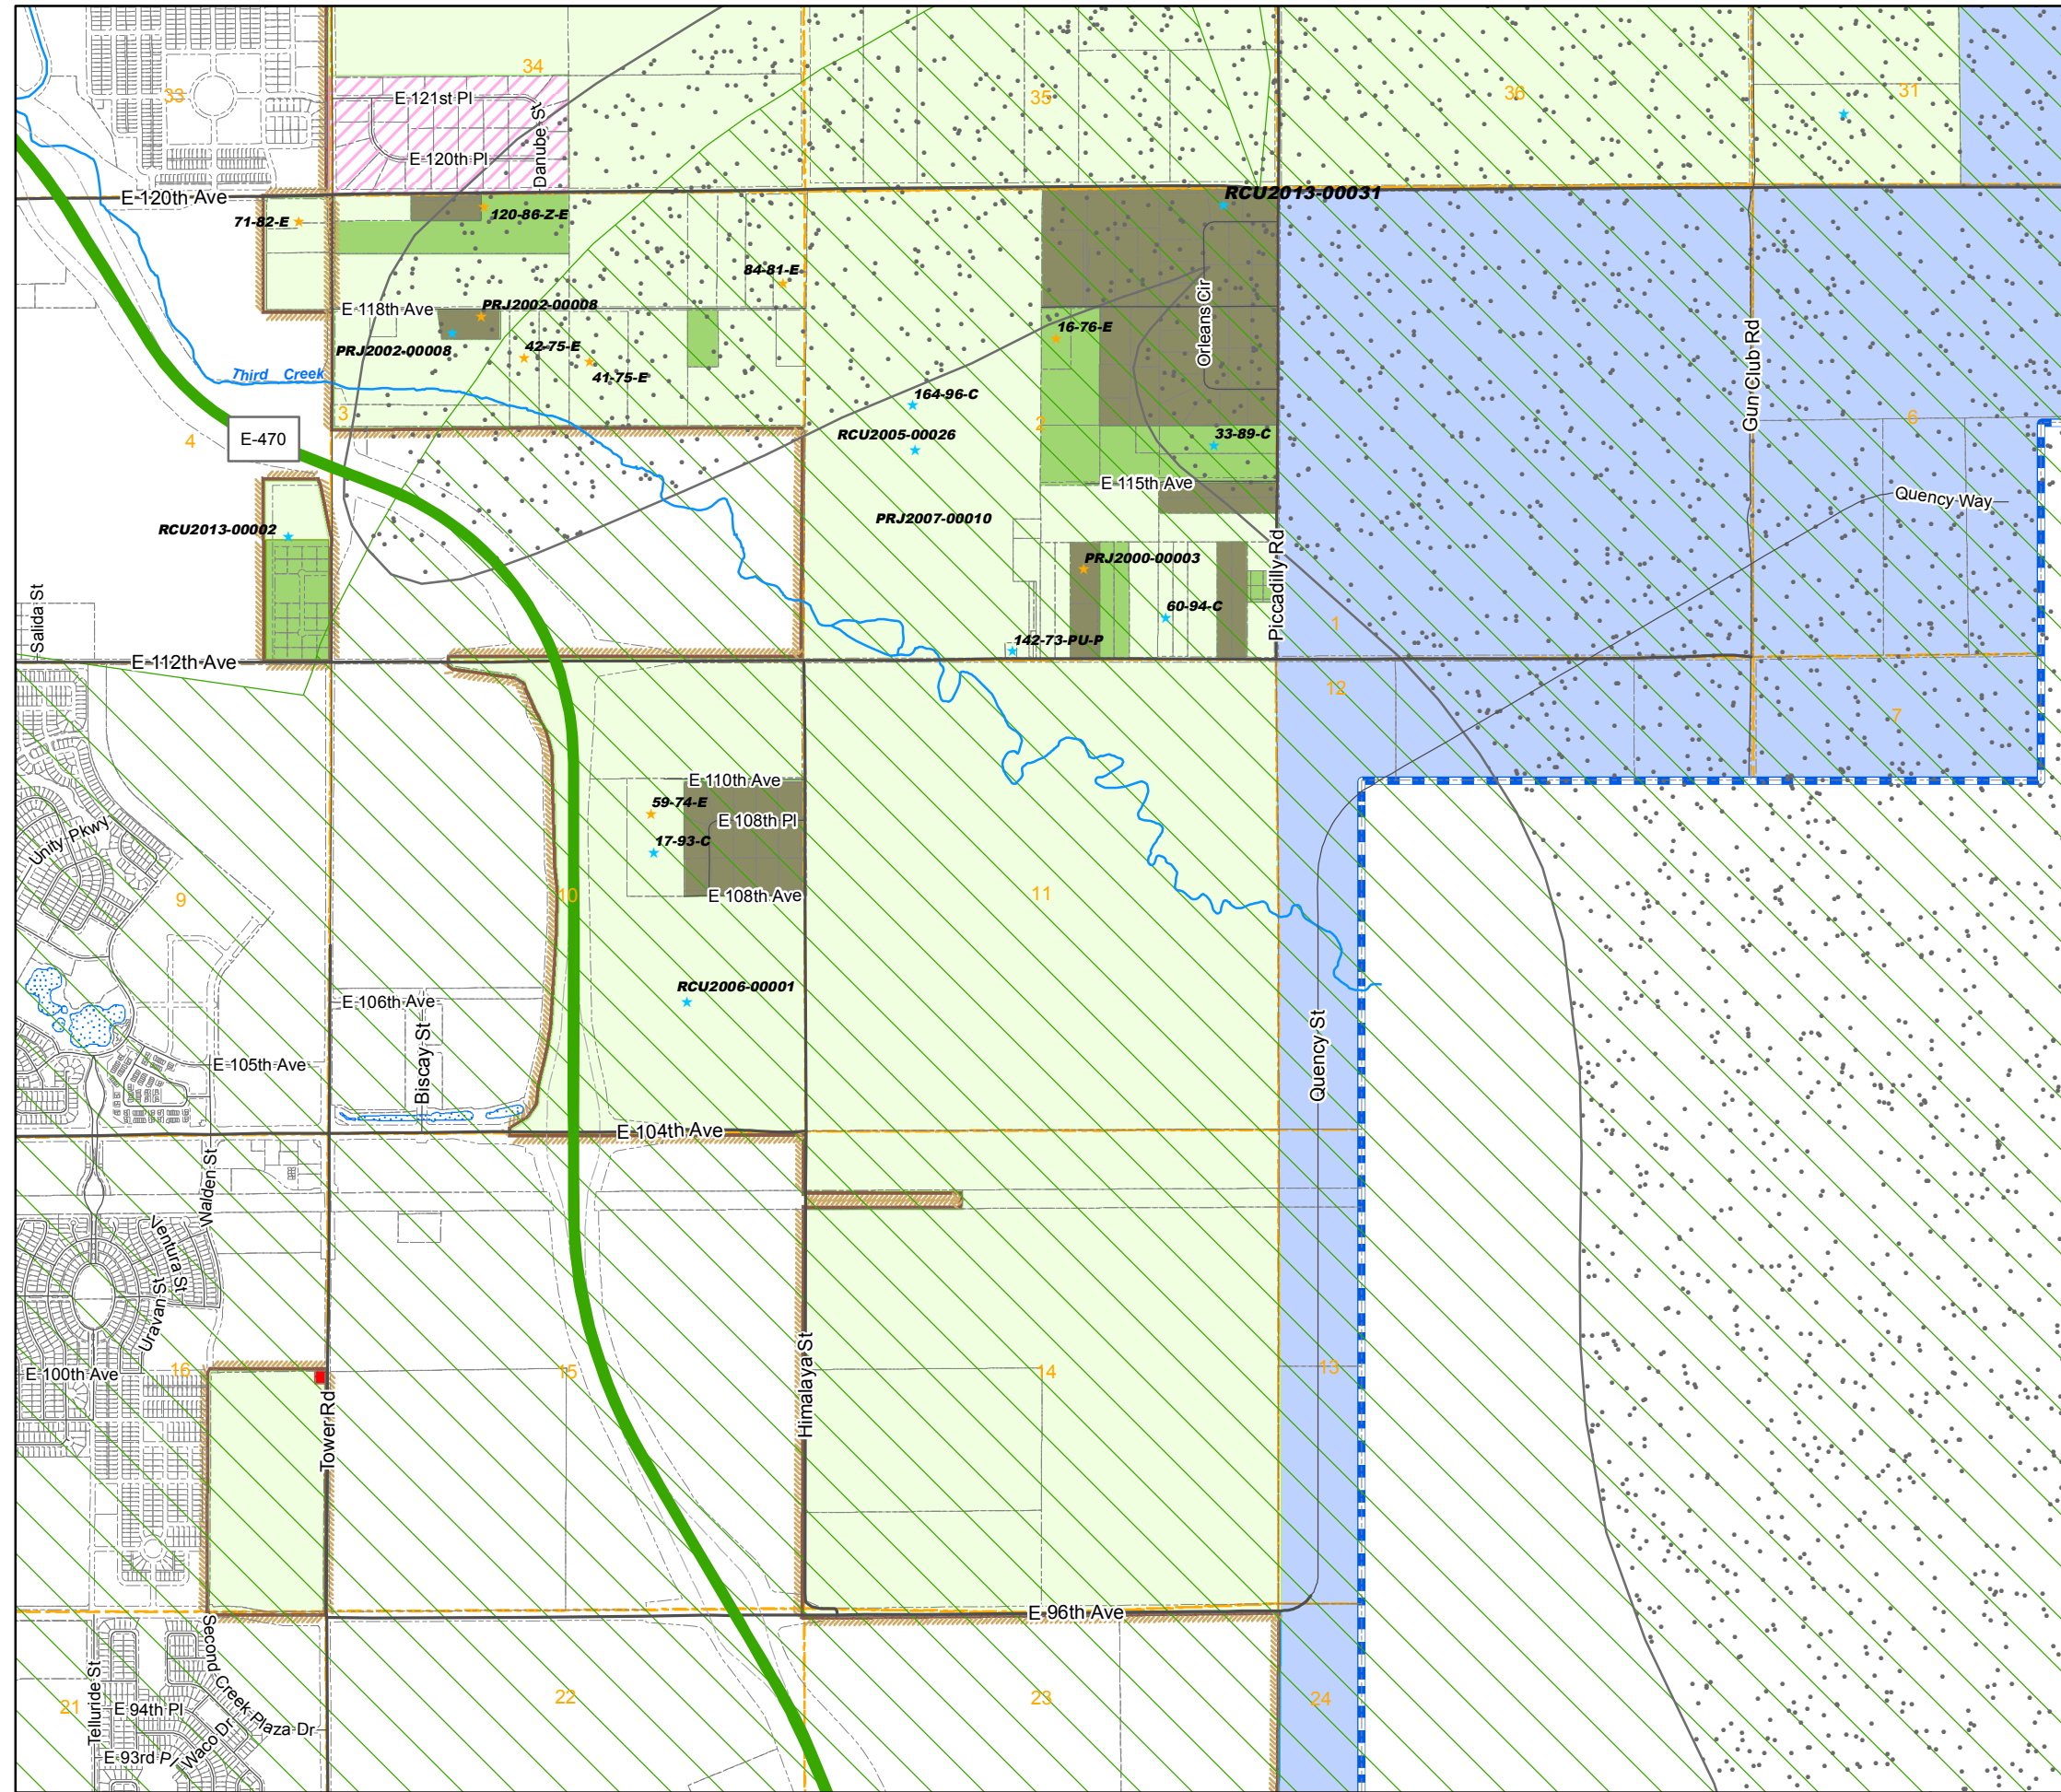 34
33
35
36
31
E 121st Pl
Danube St
E 120th Pl
E 120th Ave
RCU2013-00031
71-82-E
120-86-Z-E
84-81-E
E 118th Ave
PRJ2002-00008
Orleans Cir
16-76-E
Gun Club Rd
PRJ2002-00008
42-75-E
41-75-E
Third Creek
164-96-C
3
2
6
4
E-470
RCU2005-00026
33-89-C
E 115th Ave
Quency Way
PRJ2007-00010
RCU2013-00002
Piccadilly Rd
PRJ2000-00003
Salida St
60-94-C
1
142-73-PU-P
E 112th Ave
12
7
E 110th Ave
59-74-E
E 108th Pl
Unity Pkwy
17-93-C
9
10
E 108th Ave
11
RCU2006-00001
E 106th Ave
Biscay St
E 105th Ave
Quency St
E 104th Ave
Walden St
Ventura St
Uravan St
16
E 100th Ave
15
14
13
Tower Rd
Himalaya St
E 96th Ave
Second Creek Plaza Dr
Telluride St
21
E 94th Pl
22
23
24
E 93rd Pl
Waco Dr